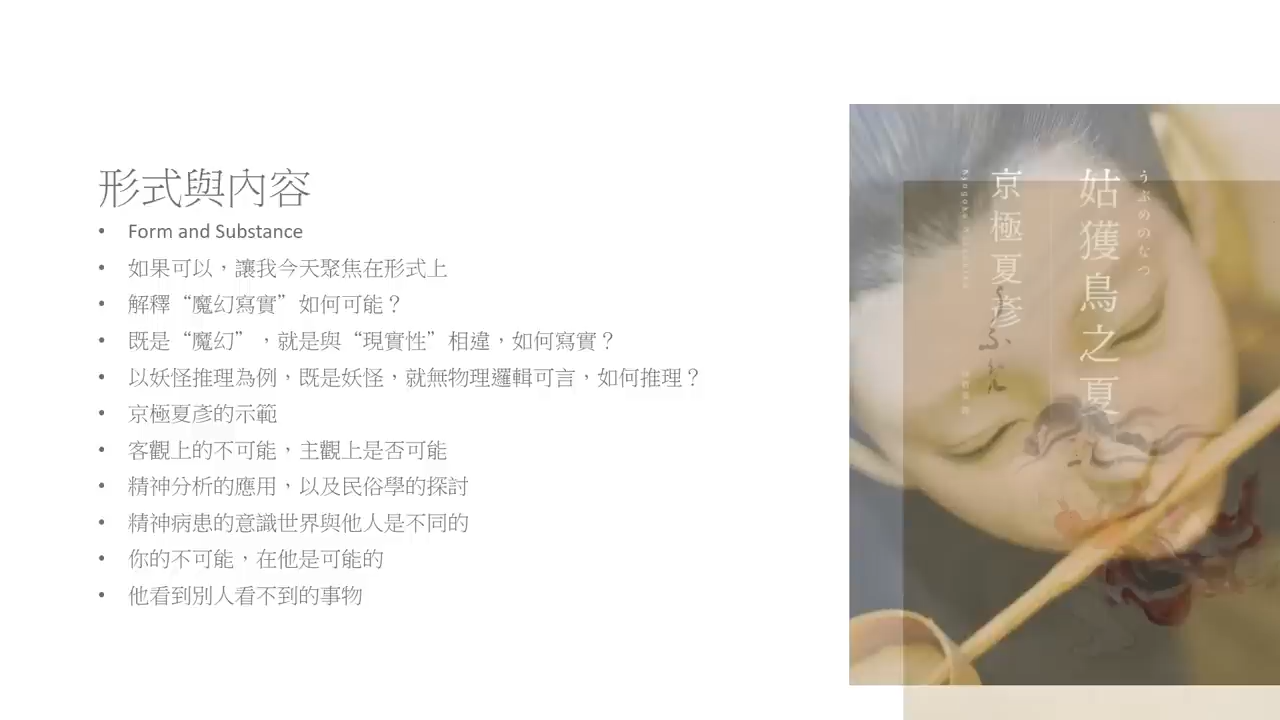 形式與內容
• Form and Substance
• 如果可以，讓我今天聚焦在形式上
• 解釋“魔幻寫實”如何可能？
• 既是“魔幻”，就是與“現實性”相違，如何寫實？
• 以妖怪推理為例，既是妖怪，就無物理邏輯可言，如何推理？
• 京極夏彥的示範
• 客觀上的不可能，主觀上是否可能
• 精神分析的應用，以及民俗學的探討
• 精神病患的意識世界與他人是不同的
• 你的不可能，在他是可能的
• 他看到別人看不到的事物
うぶめのなつ
姑獲鳥之夏
京極夏彥